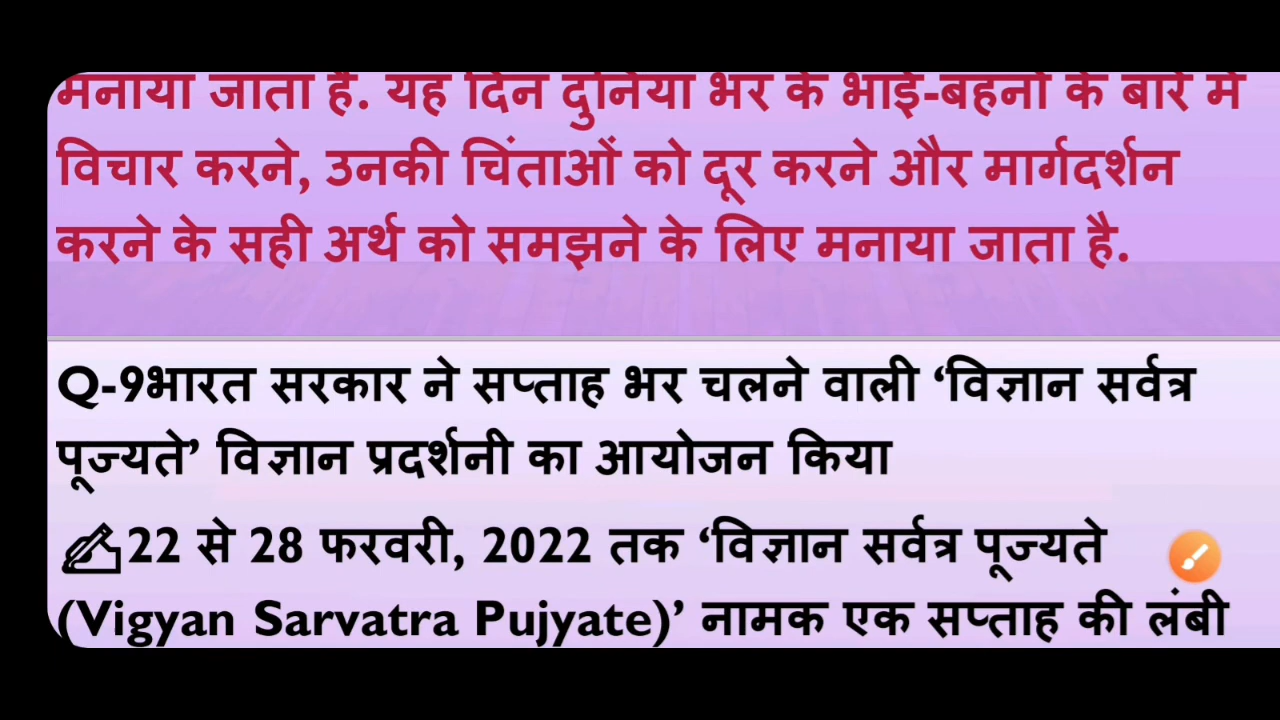 मनाया जाता है. यह दिन दुनिया भर के भाई-बहनों के बारे में
विचार करने, उनकी चिंताओं को दूर करने और मार्गदर्शन
करने के सही अर्थ को समझने के लिए मनाया जाता है.
Q-9भारत सरकार ने सप्ताह भर चलने वाली ‘विज्ञान सर्वत्र
पूज्यते’ विज्ञान प्रदर्शनी का आयोजन किया
✍22 से 28 फरवरी, 2022 तक ‘विज्ञान सर्वत्र पूज्यते
(Vigyan Sarvatra Pujyate)’ नामक एक सप्ताह की लंबी